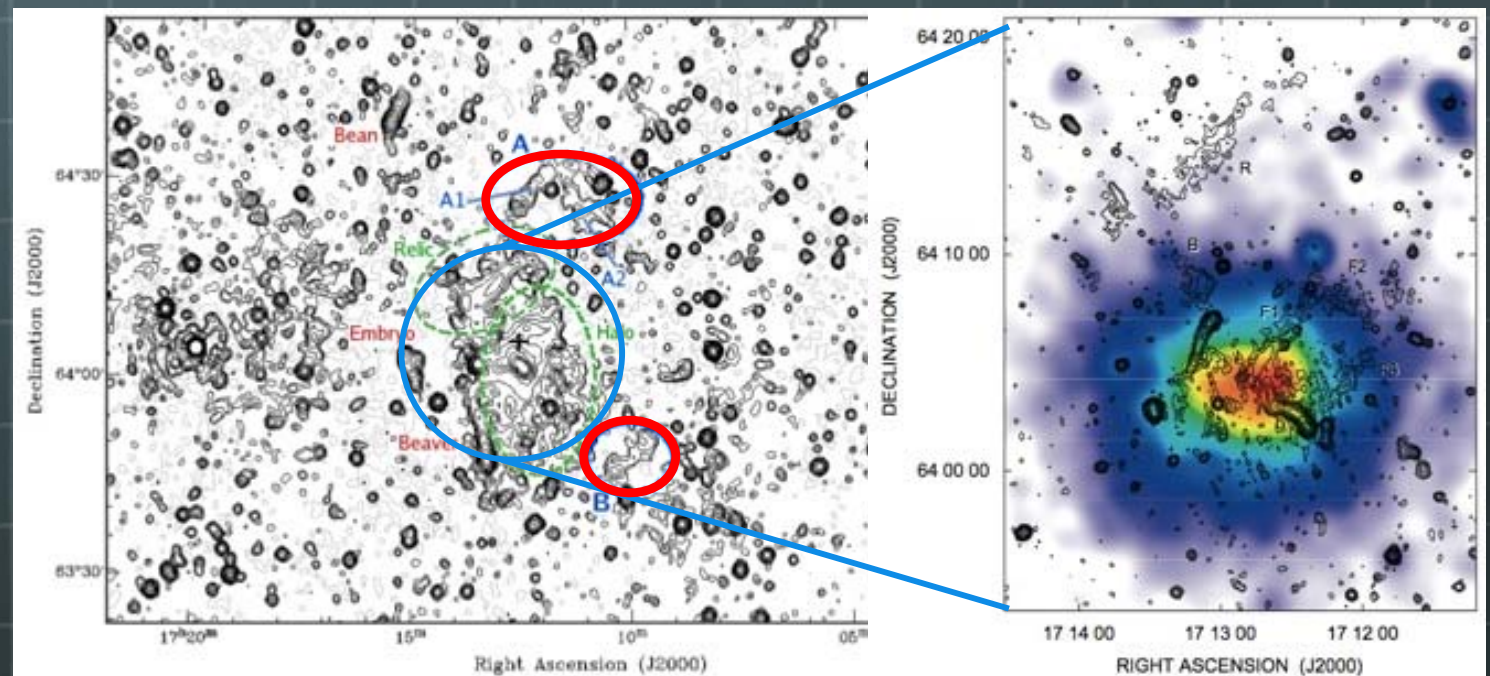 Bean
A
64°30'
A1
Relic
A2
Embryo
Halo
64°00'
B
63°30'
17ʰ20ᵐ
15ᵐ
10ᵐ
05ᵐ
Declination (J2000)
Right Ascension (J2000)
64 20 00
R
64 10 00
B
F2
F1
64 00 00
17 14 00
17 13 00
17 12 00
DECLINATION (J2000)
RIGHT ASCENSION (J2000)